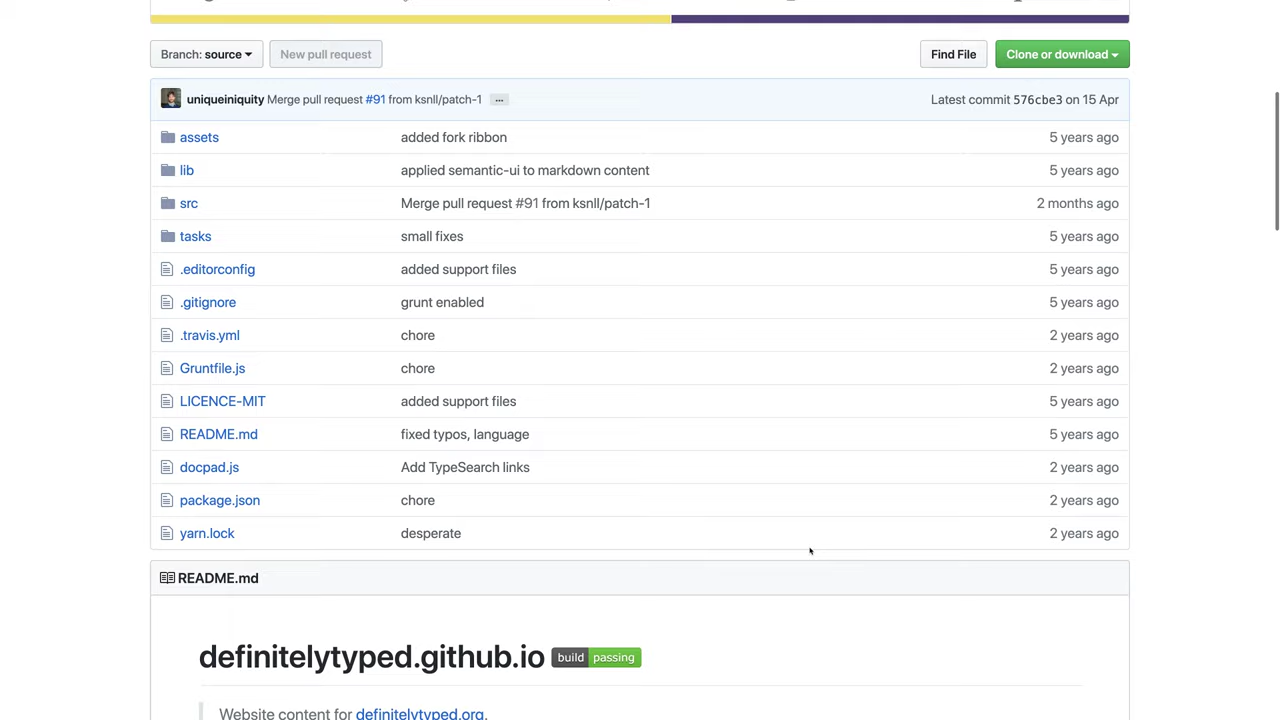 Branch: source
New pull request
Find File
Clone or download
uniqueiniquity Merge pull request #91 from ksnll/patch-1 ...
Latest commit 576cbe3 on 15 Apr
assets added fork ribbon 5 years ago
lib applied semantic-ui to markdown content 5 years ago
src Merge pull request #91 from ksnll/patch-1 2 months ago
tasks small fixes 5 years ago
.editorconfig added support files 5 years ago
.gitignore grunt enabled 5 years ago
.travis.yml chore 2 years ago
Gruntfile.js chore 2 years ago
LICENCE-MIT added support files 5 years ago
README.md fixed typos, language 5 years ago
docpad.js Add TypeSearch links 2 years ago
package.json chore 2 years ago
yarn.lock desperate 2 years ago
README.md
definitelytyped.github.io build passing
Website content for definitelytyped.org.